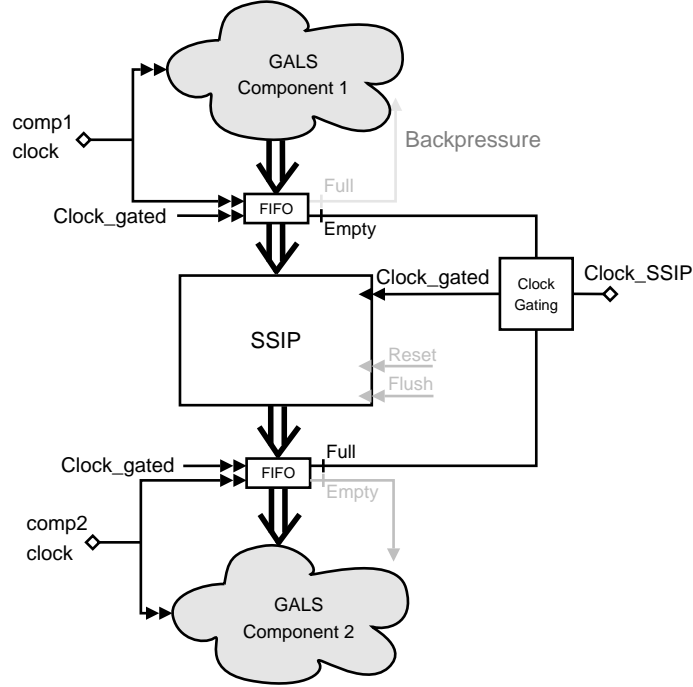 GALS
Component 1
comp1
clock
Backpressure
Full
Clock_gated
FIFO
Empty
Clock_gated
Clock_SSIP
Clock
Gating
SSIP
Reset
Flush
Full
Clock_gated
FIFO
Empty
comp2
clock
GALS
Component 2